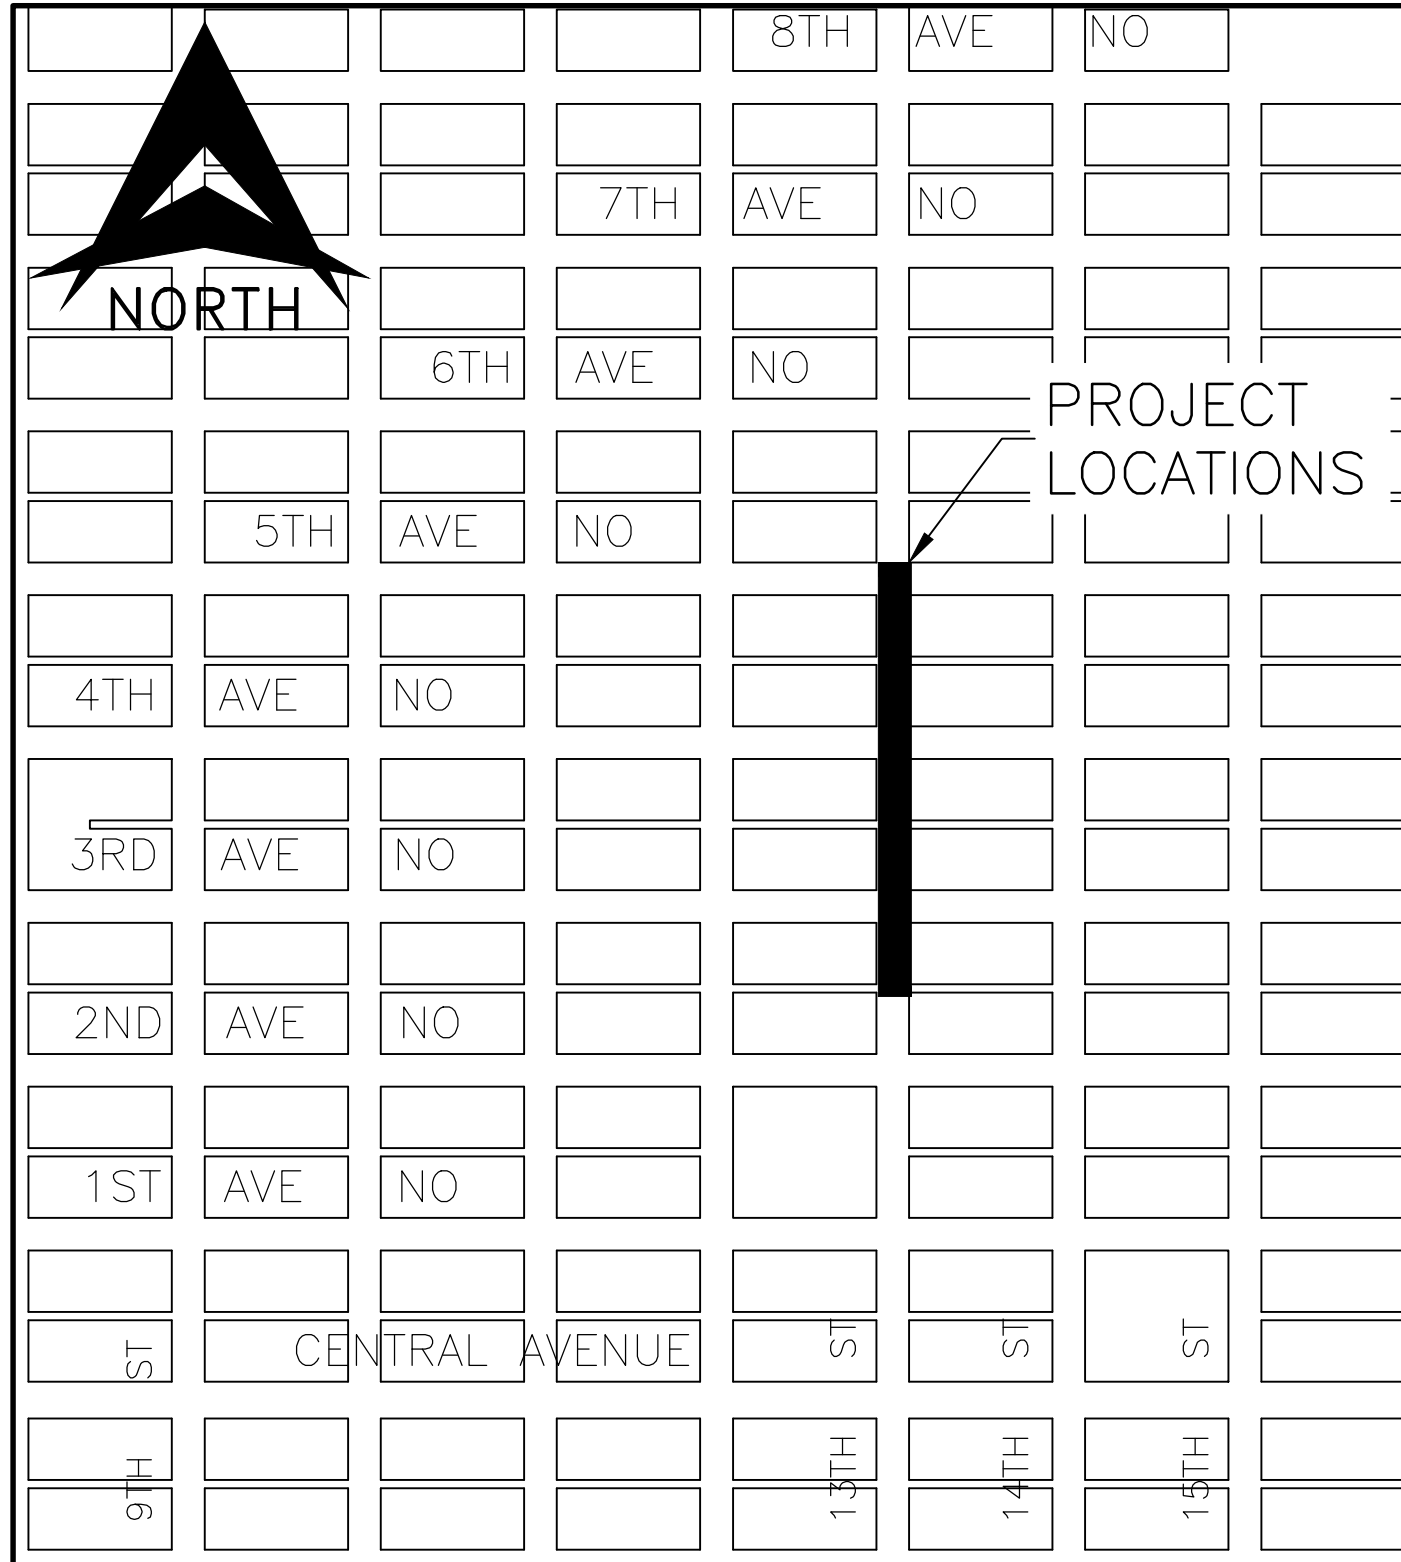 8TH AVE NO
7TH AVE NO
NORTH
6TH AVE NO
PROJECT
LOCATIONS
5TH AVE NO
4TH AVE NO
3RD AVE NO
2ND AVE NO
1ST AVE NO
CENTRAL AVENUE
9TH ST
13TH ST
14TH ST
15TH ST